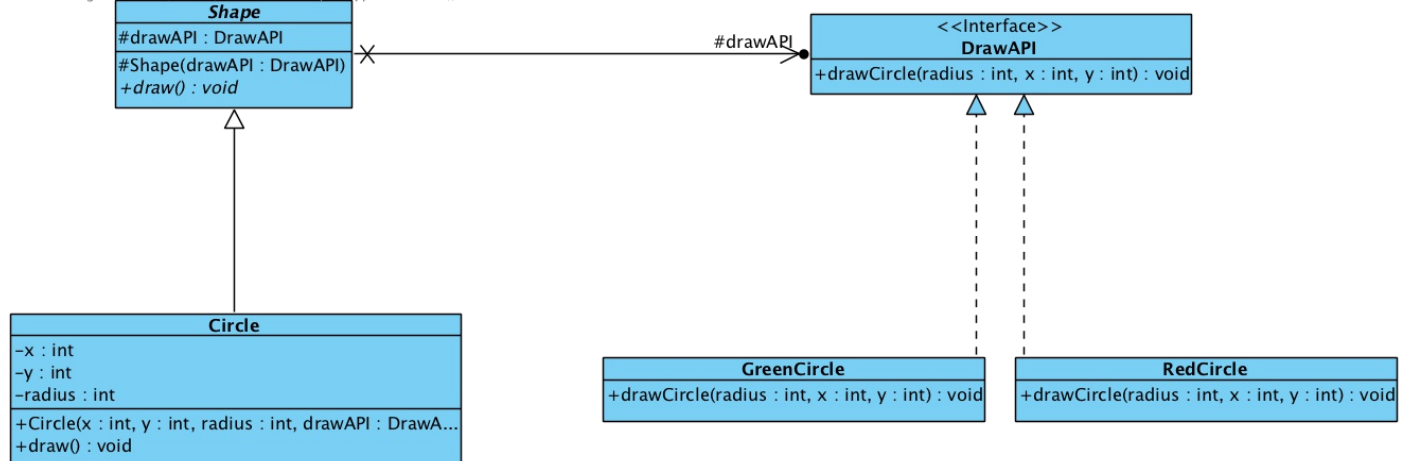 Shape
#drawAPI : DrawAPI
#Shape(drawAPI : DrawAPI)
+draw() : void
#drawAPI
<<Interface>>
DrawAPI
+drawCircle(radius : int, x : int, y : int) : void
Circle
-x : int
-y : int
-radius : int
+Circle(x : int, y : int, radius : int, drawAPI : DrawA...
+draw() : void
GreenCircle
+drawCircle(radius : int, x : int, y : int) : void
RedCircle
+drawCircle(radius : int, x : int, y : int) : void